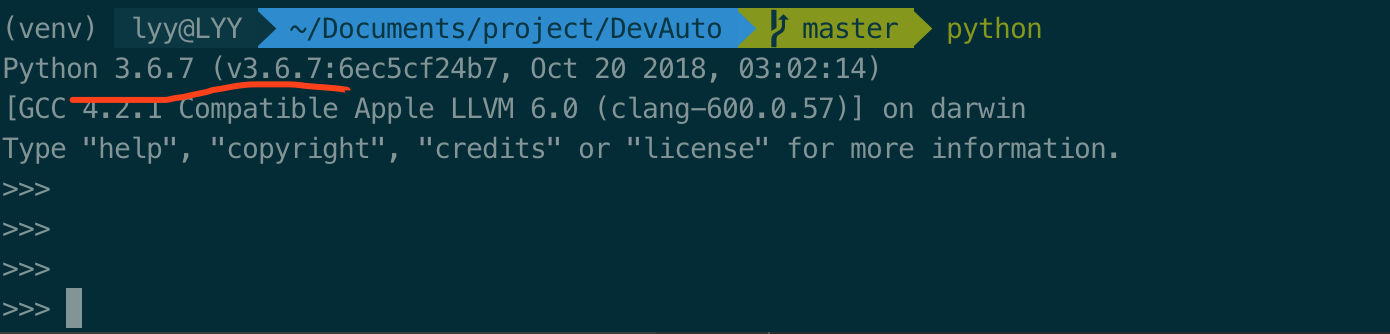 (venv) lyy@LYY ~/Documents/project/DevAuto master python
Python 3.6.7 (v3.6.7:6ec5cf24b7, Oct 20 2018, 03:02:14)
[GCC 4.2.1 Compatible Apple LLVM 6.0 (clang-600.0.57)] on darwin
Type "help", "copyright", "credits" or "license" for more information.
>>>
>>>
>>>
>>>